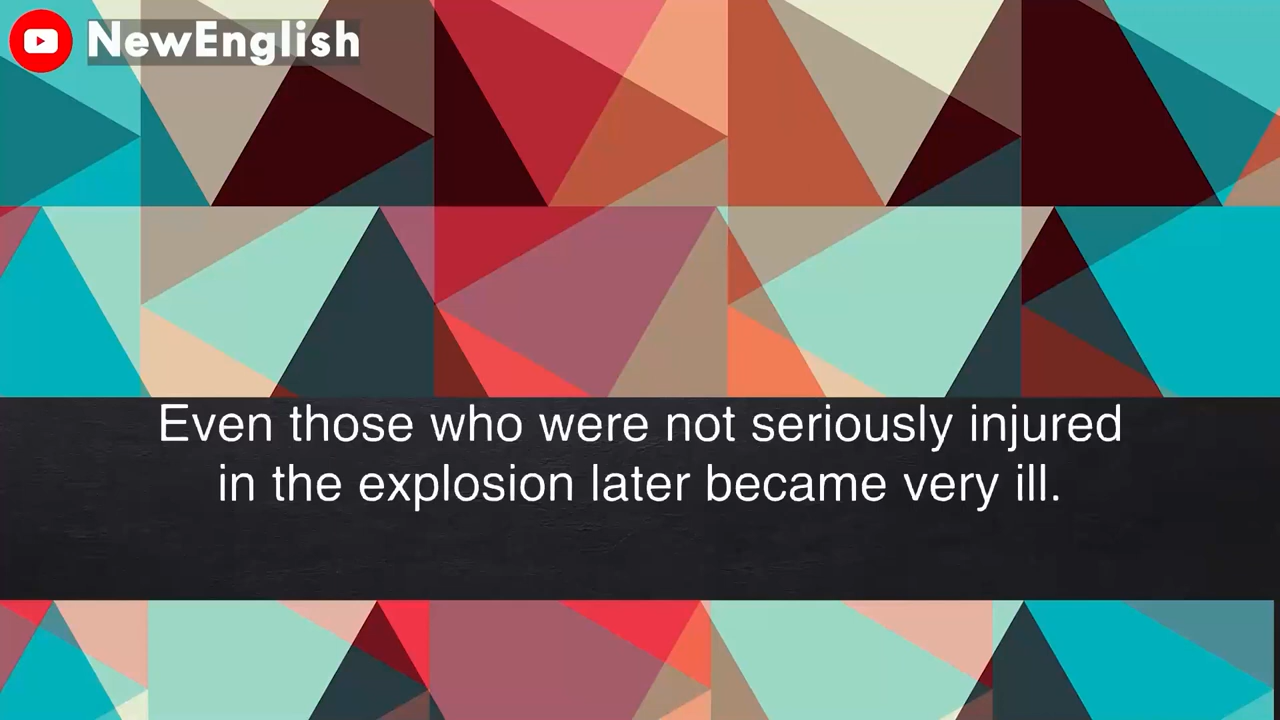 NewEnglish
Even those who were not seriously injured
in the explosion later became very ill.